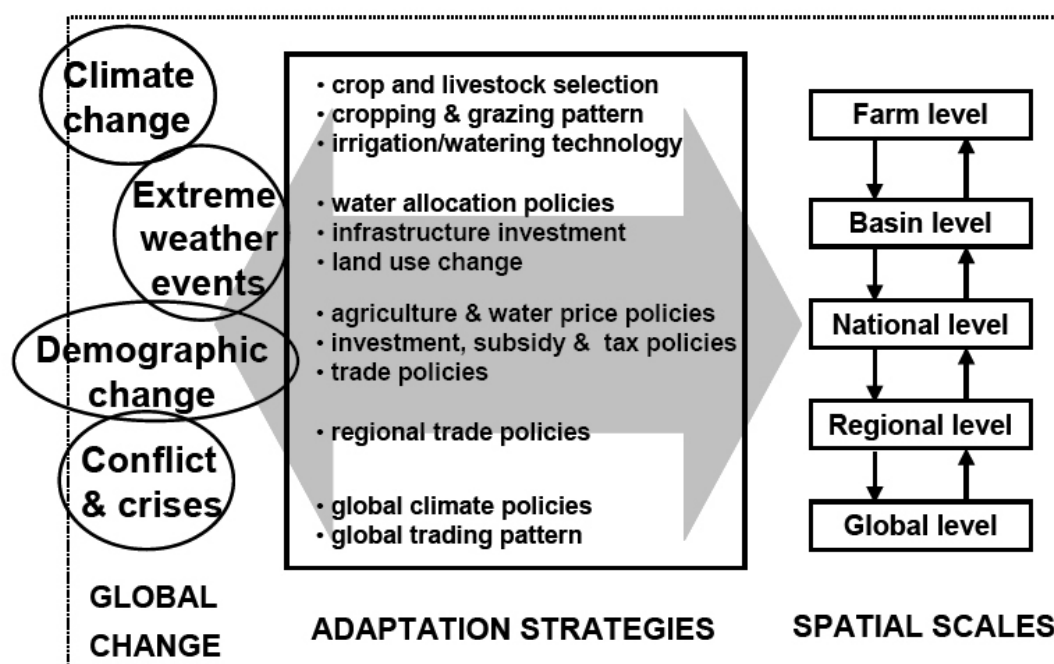 Climate
change
Extreme
weather
events
Demographic
change
Conflict
& crises
GLOBAL
CHANGE
• crop and livestock selection
• cropping & grazing pattern
• irrigation/watering technology
• water allocation policies
• infrastructure investment
• land use change
• agriculture & water price policies
• investment, subsidy & tax policies
• trade policies
• regional trade policies
• global climate policies
• global trading pattern
ADAPTATION STRATEGIES
Farm level
Basin level
National level
Regional level
Global level
SPATIAL SCALES